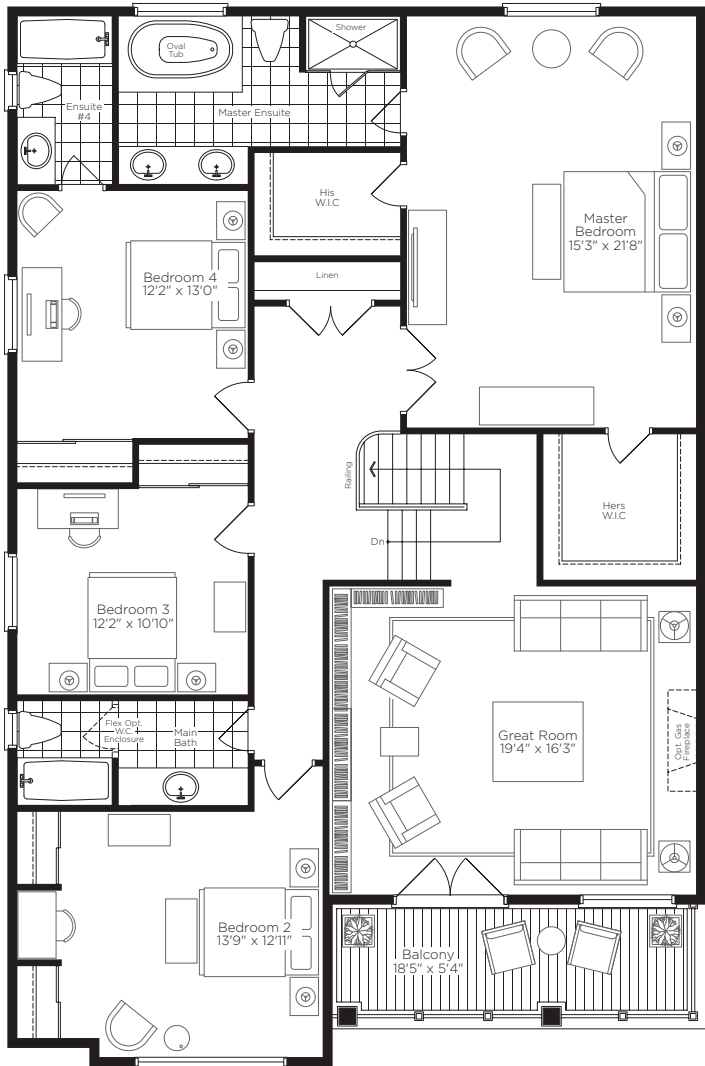 Shower
Oval
Tub
Ensuite
#4
Master Ensuite
His
W.I.C
Master
Bedroom
15'3" x 21'8"
Bedroom 4
12'2" x 13'0"
Linen
Railing
Hers
W.I.C
Dn
Bedroom 3
12'2" x 10'10"
Flex Opt.
W.C.
Enclosure
Main
Bath
Great Room
19'4" x 16'3"
Opt. Gas
Fireplace
Bedroom 2
13'9" x 12'11"
Balcony
18'5" x 5'4"